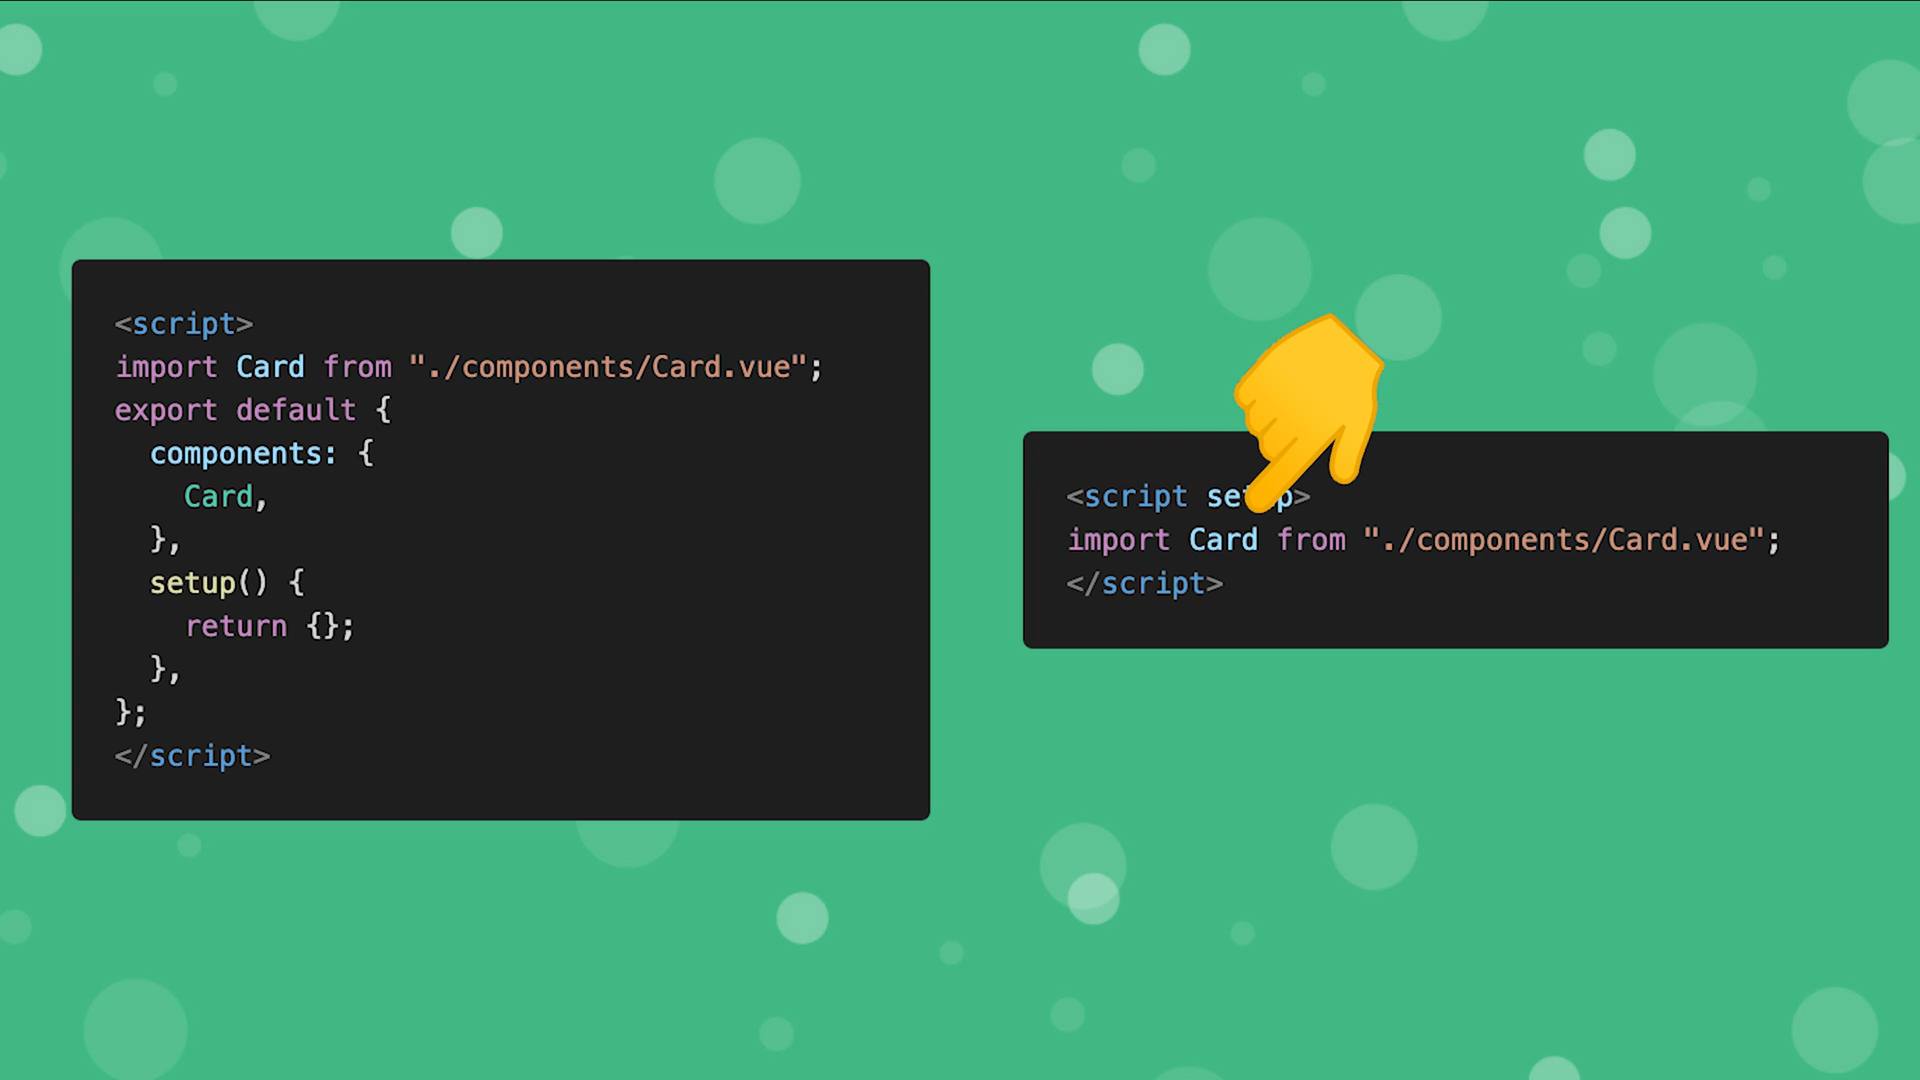 <script>
import Card from "./components/Card.vue";
export default {
  components: {
    Card,
  },
  setup() {
    return {};
  },
};
</script>
<script setup>
import Card from "./components/Card.vue";
</script>